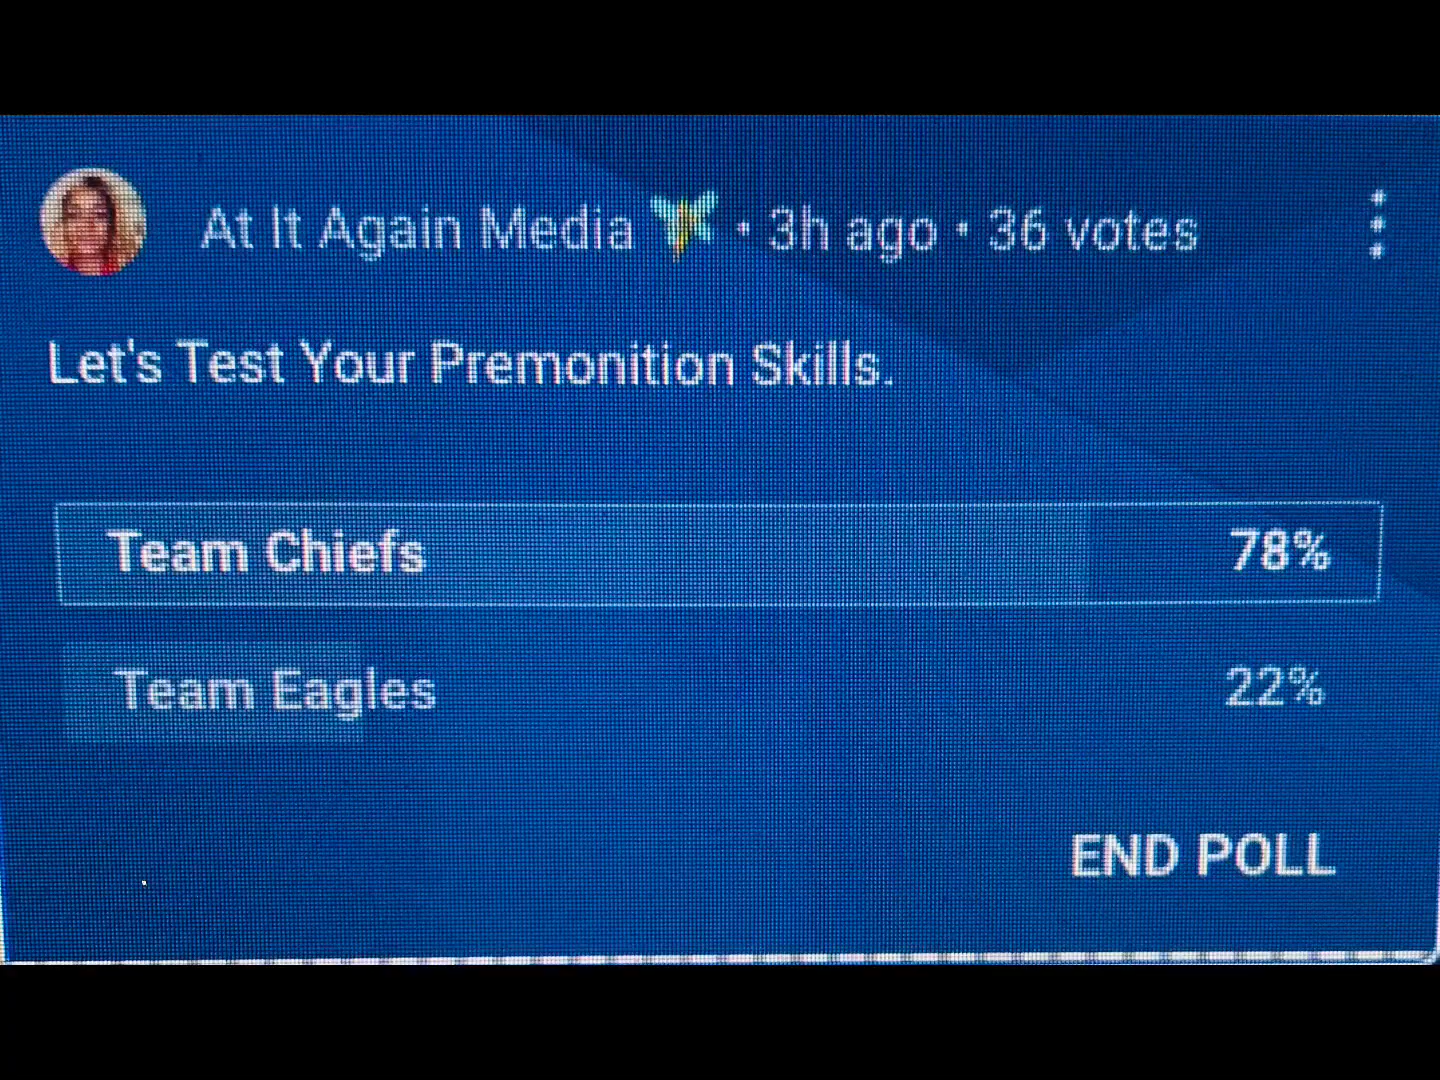 At It Again Media • 3h ago • 36 votes
Let's Test Your Premonition Skills.
Team Chiefs 78%
Team Eagles 22%
END POLL